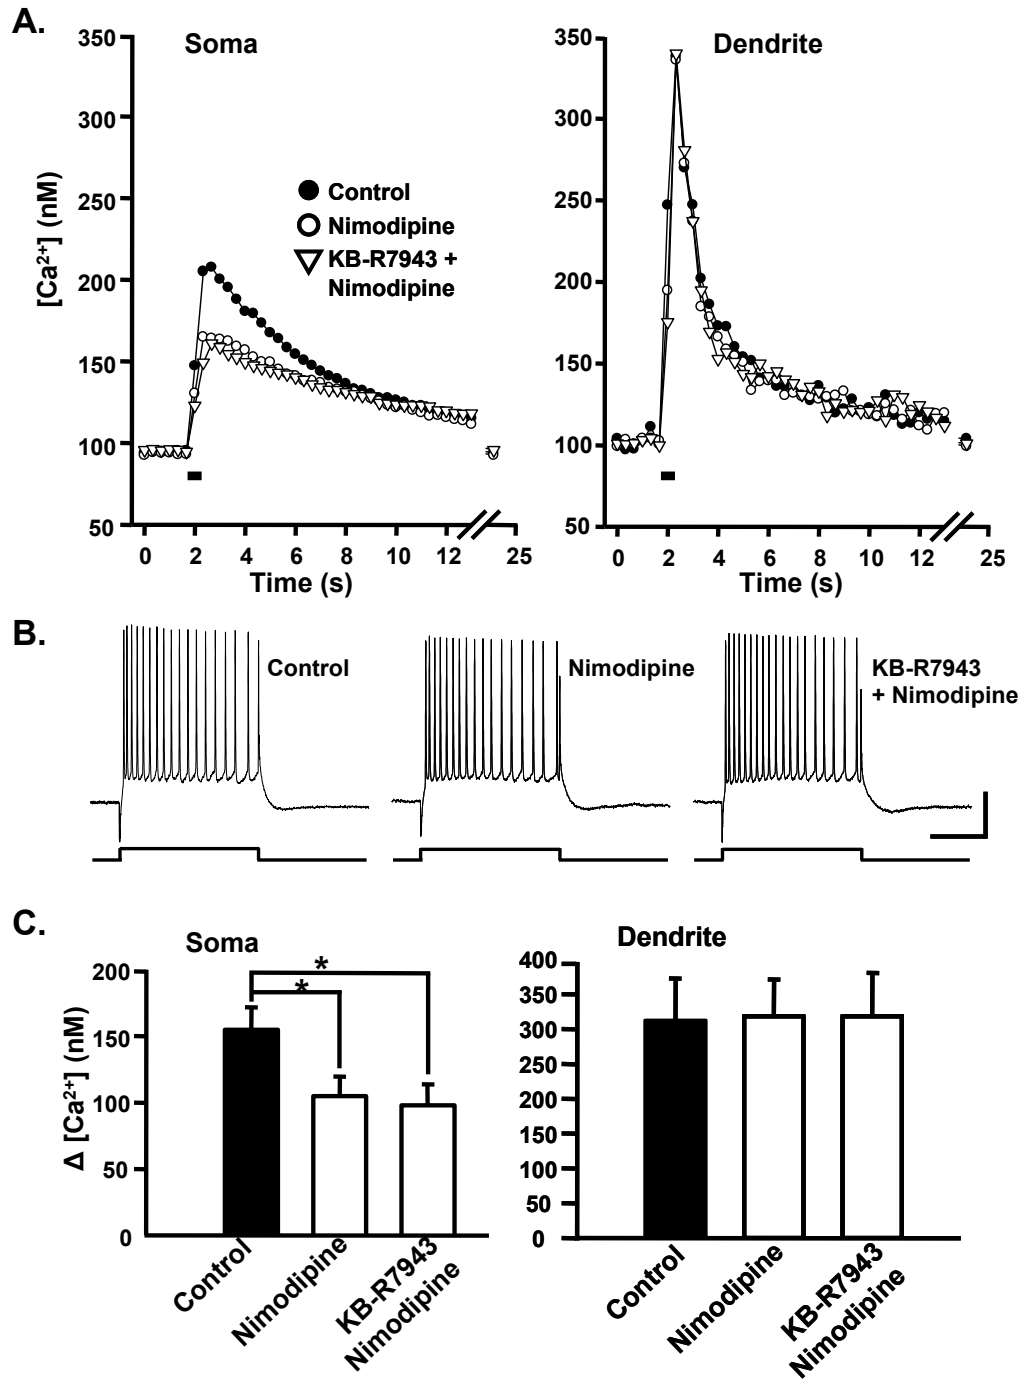 A.
Soma
Dendrite
350
300
250
200
150
100
50
[Ca2+] (nM)
Control
Nimodipine
KB-R7943 +
Nimodipine
0 2 4 6 8 10 12 25
Time (s)
350
300
250
200
150
100
50
0 2 4 6 8 10 12 25
Time (s)
B.
Control
Nimodipine
KB-R7943
+ Nimodipine
C.
Soma
Dendrite
200
150
100
50
0
Δ [Ca2+] (nM)
*
*
Control
Nimodipine
KB-R7943
Nimodipine
400
350
300
250
200
150
100
50
0
Control
Nimodipine
KB-R7943
Nimodipine